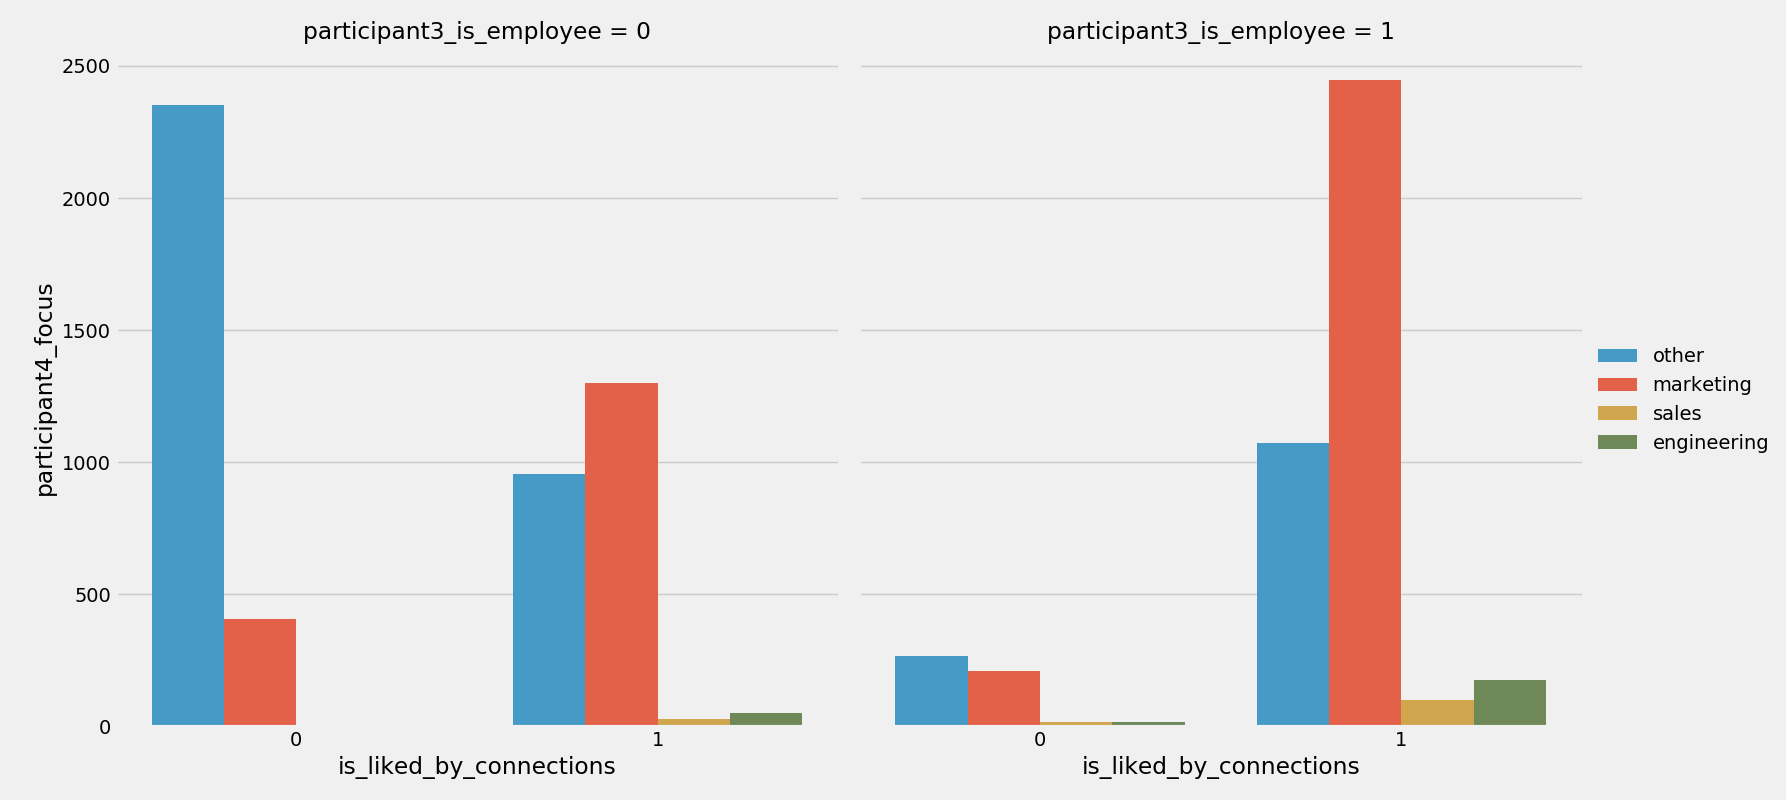 participant3_is_employee = 0
participant3_is_employee = 1
participant4_focus
2500
2000
1500
1000
500
0
0
1
0
1
is_liked_by_connections
is_liked_by_connections
other
marketing
sales
engineering